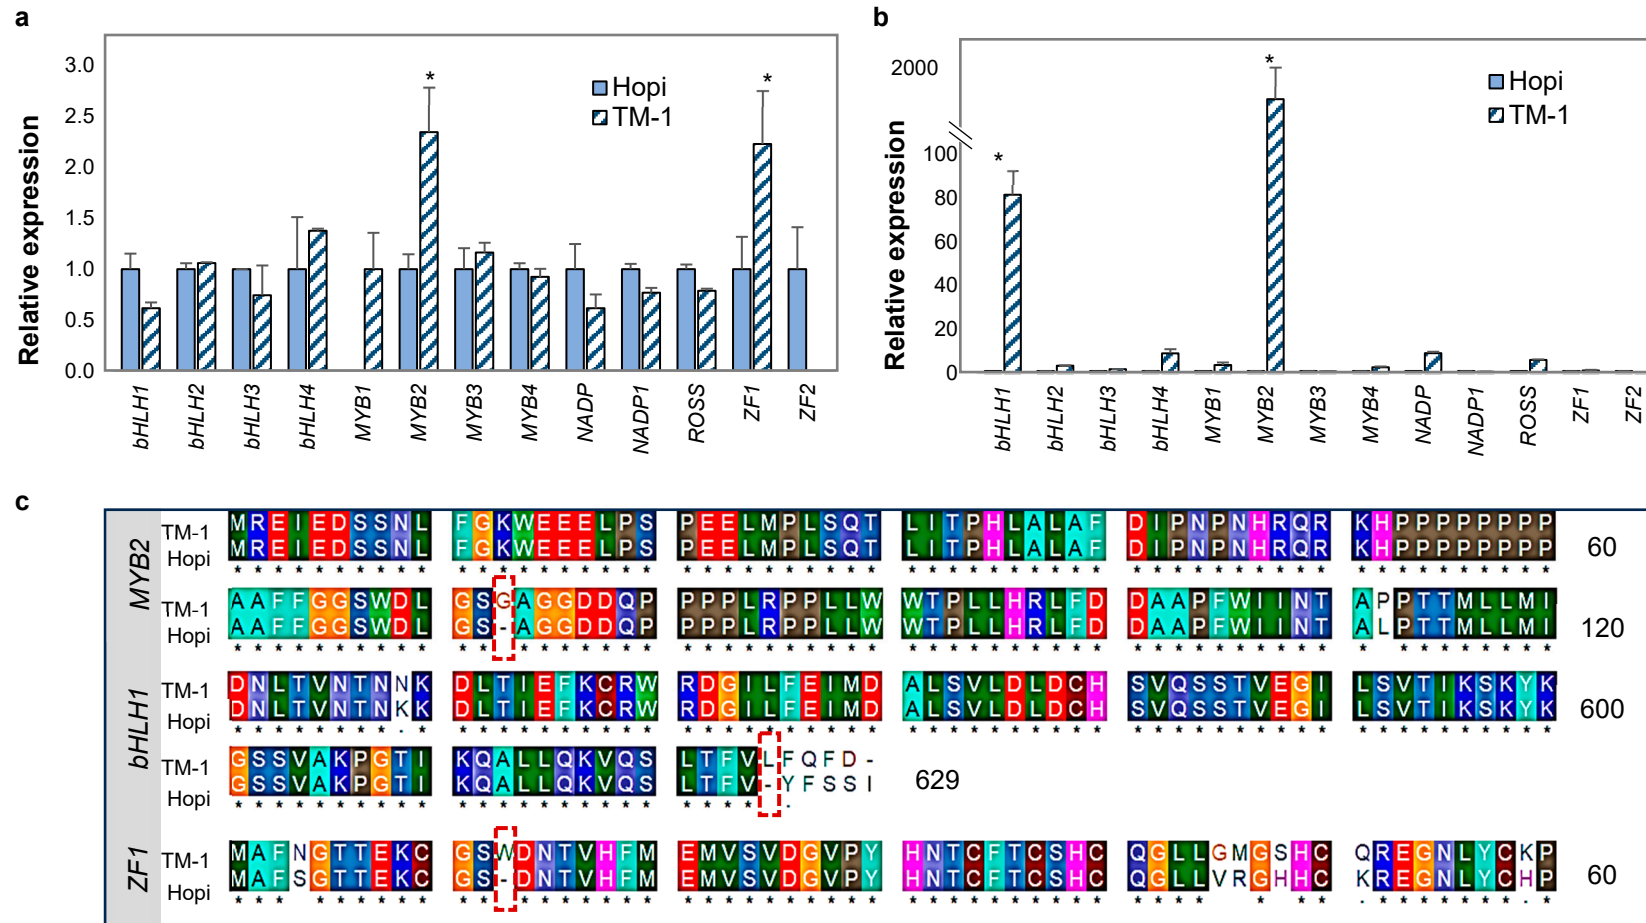 a
3.0
2.5
2.0
1.5
1.0
0.5
0.0
Relative expression
*
*
Hopi
TM-1
bHLH1 bHLH2 bHLH3 bHLH4 MYB1 MYB2 MYB3 MYB4 NADP NADP1 ROSS ZF1 ZF2
b
2000
100
80
60
40
20
0
Relative expression
*
*
Hopi
TM-1
bHLH1 bHLH2 bHLH3 bHLH4 MYB1 MYB2 MYB3 MYB4 NADP NADP1 ROSS ZF1 ZF2
c
MYB2
TM-1 MREIEDSSNL FGKWEEELPS PEELMPLSQT LITPHLALAF DIPNPNHRQR KHPPPPPPPP
Hopi MREIEDSSNL FGKWEEELPS PEELMPLSQT LITPHLALAF DIPNPNHRQR KHPPPPPPPP 60
* * * * * * * * * * * * * * * * * * * * * * * * * * * * * * * * * * * * * * * * * * * * * * * * * * * * * * * * * * * *
TM-1 AAFFGGSWDL GSGAGGDDQP PPPLRPPLLW WTPLLHRLFD DAAPFWIINT APPTTMLLMI
Hopi AAFFGGSWDL GS-AGGDDQP PPPLRPPLLW WTPLLHRLFD DAAPFWIINT ALPTTMLLMI 120
* * * * * * * * * * * * * * * * * * * * * * * * * * * * * * * * * * * * * * * * * * * * * * * * * * * * * * * * * *
bHLH1
TM-1 DNLTVNTNNK DLTIEFKCRW RDGILFEIMD ALSVLDLDCH SVQSSTVEGI LSVTIKSKYK
Hopi DNLTVNTNKK DLTIEFKCRW RDGILFEIMD ALSVLDLDCH SVQSSTVEGI LSVTIKSKYK 600
* * * * * * * * . * * * * * * * * * * * * * * * * * * * * * * * * * * * * * * * * * * * * * * * * * * * * * * * * * * *
TM-1 GSSVAKPGTI KQALLQKVQS LTFVLFQFD-
Hopi GSSVAKPGTI KQALLQKVQS LTFV-YFSSI 629
* * * * * * * * * * * * * * * * * * * * * * * * .
ZF1
TM-1 MAFNGTTEKC GSWDNTVHFM EMVSVDGVPY HNTCFTCSHC QGLLGMGSHC QREGNLYCKP
Hopi MAFSGTTEKC GS-DNTVHFM EMVSVDGVPY HNTCFTCSHC QGLLVRGHHC KREGNLYCHP 60
* * * * * * * * * * * * * * * * * * * * * * * * * * * * * * * * * * * * * * * * * * * * . * * * * * * * . *